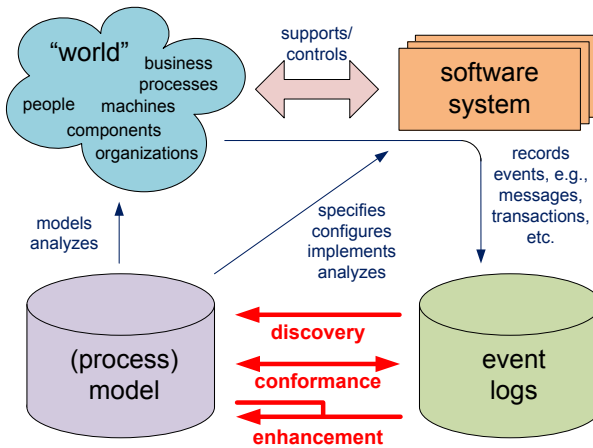 “world”
business
processes
people
machines
components
organizations
supports/
controls
software
system
records
events, e.g.,
messages,
transactions,
etc.
models
analyzes
specifies
configures
implements
analyzes
discovery
(process)
model
conformance
event
logs
enhancement